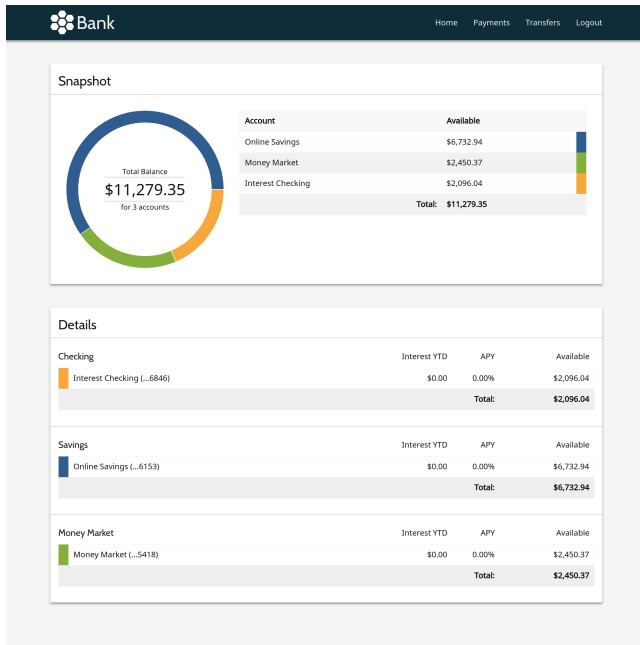 Bank
Home Payments Transfers Logout
Snapshot
Total Balance
$11,279.35
for 3 accounts
Account Available
Online Savings $6,732.94
Money Market $2,450.37
Interest Checking $2,096.04
Total: $11,279.35
Details
Checking Interest YTD APY Available
Interest Checking (...6846) $0.00 0.00% $2,096.04
Total: $2,096.04
Savings Interest YTD APY Available
Online Savings (...6153) $0.00 0.00% $6,732.94
Total: $6,732.94
Money Market Interest YTD APY Available
Money Market (...5418) $0.00 0.00% $2,450.37
Total: $2,450.37